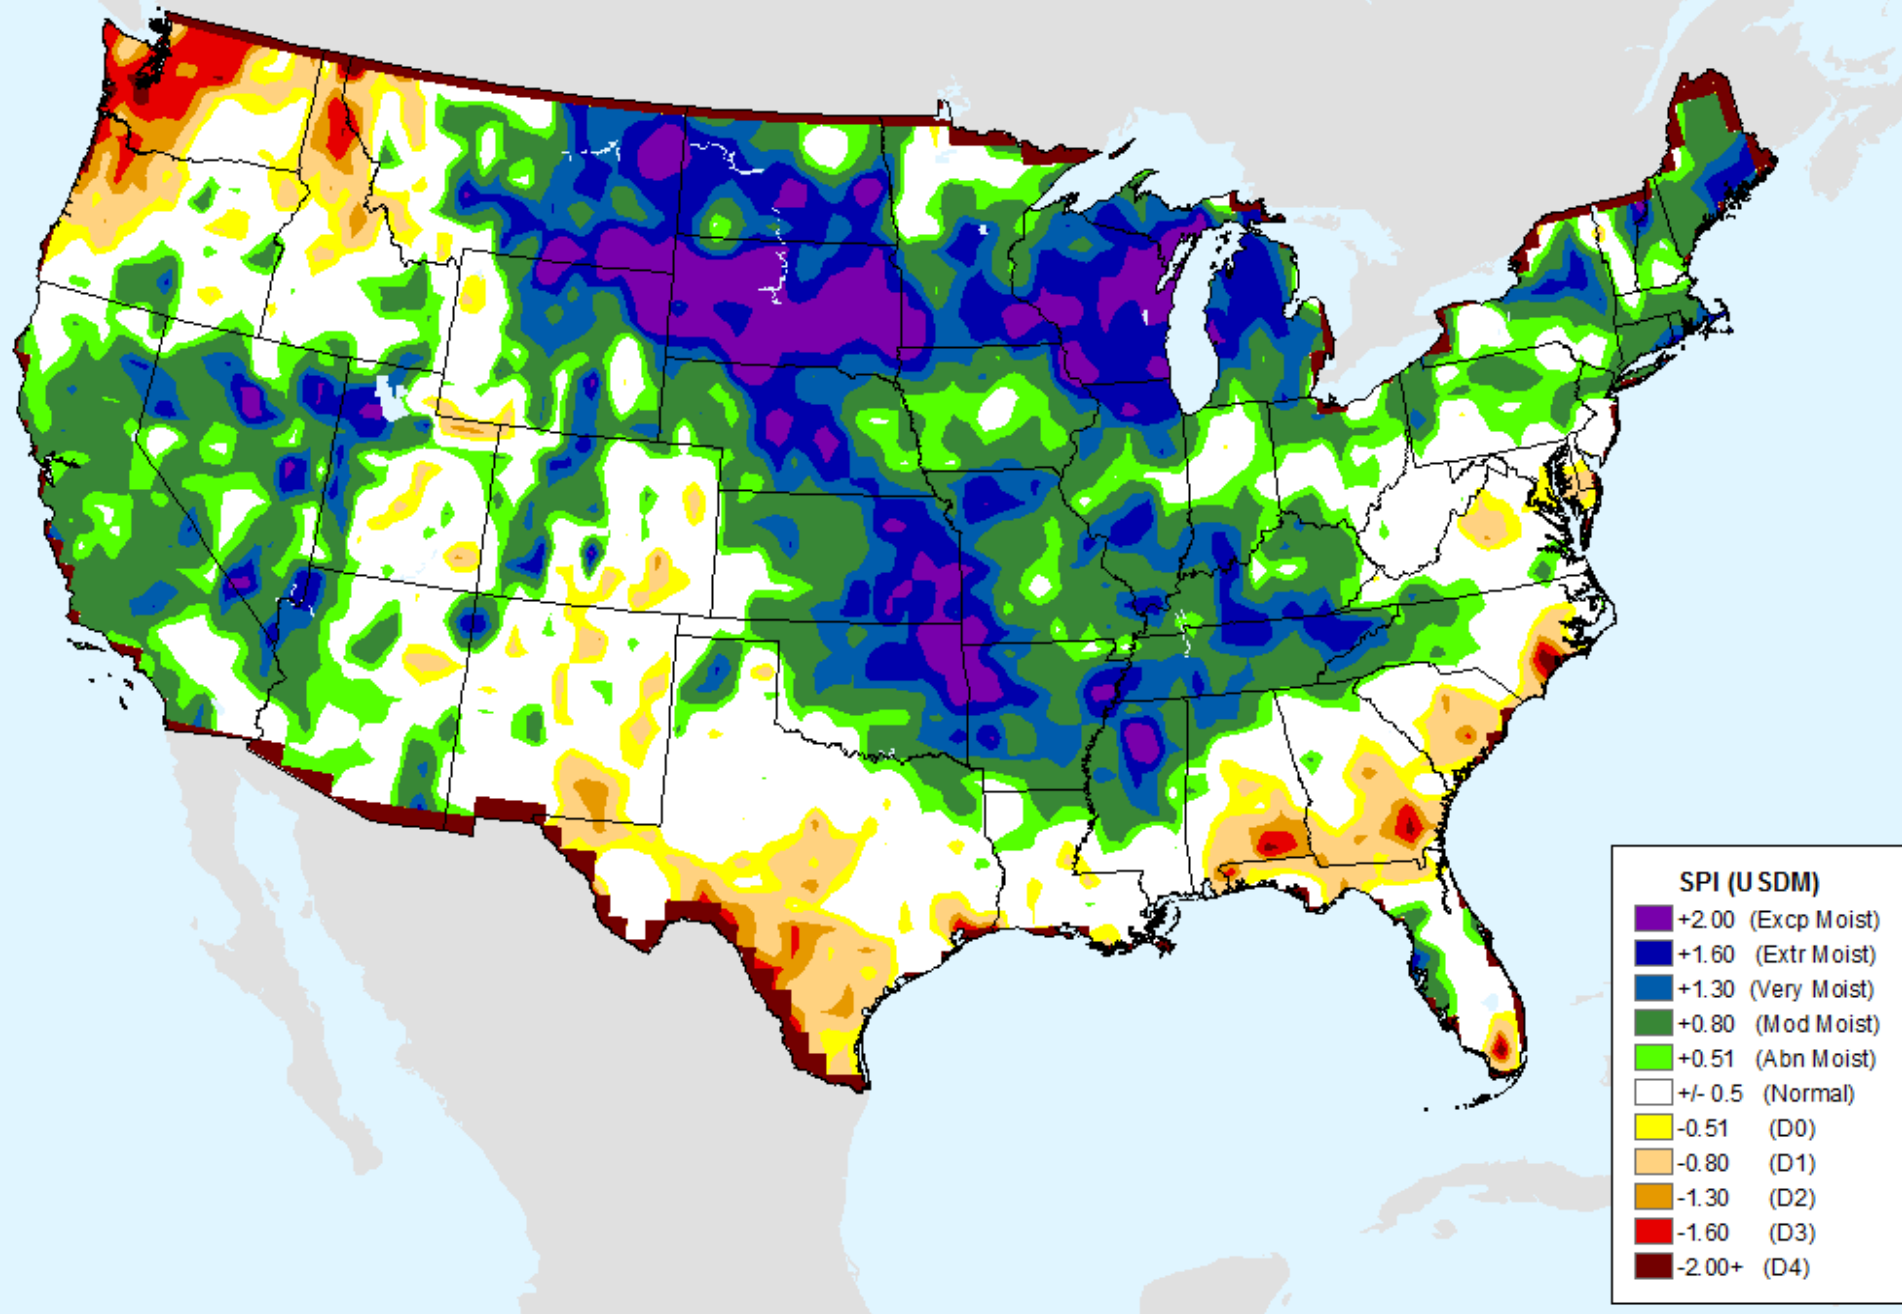 SPI (USDM)
+2.00 (Excp Moist)
+1.60 (Extr Moist)
+1.30 (Very Moist)
+0.80 (Mod Moist)
+0.51 (Abn Moist)
+/- 0.5 (Normal)
-0.51 (D0)
-0.80 (D1)
-1.30 (D2)
-1.60 (D3)
-2.00+ (D4)